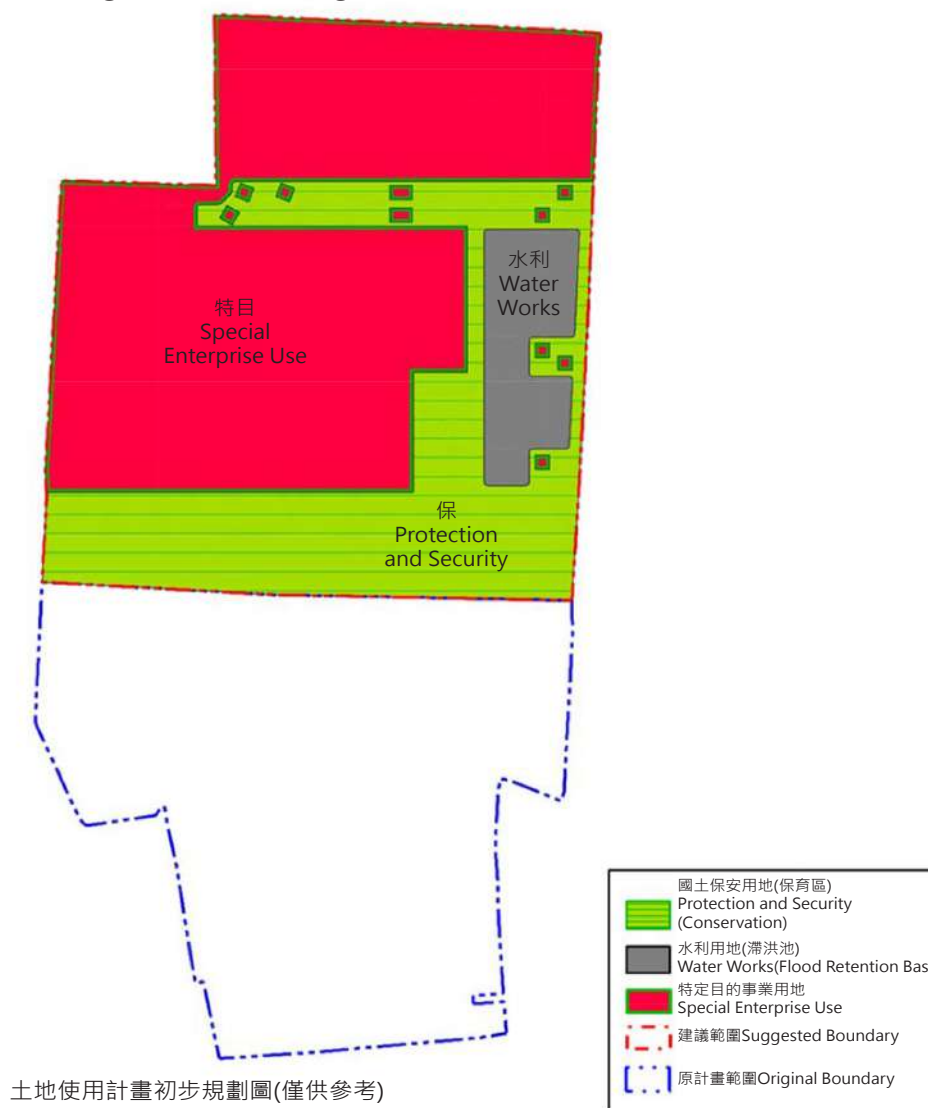 特目
Special
Enterprise Use
水利
Water
Works
保
Protection
and Security
國土保安用地(保育區)
Protection and Security
(Conservation)
水利用地(滯洪池)
Water Works(Flood Retention Bas
特定目的事業用地
Special Enterprise Use
建議範圍Suggested Boundary
原計畫範圍Original Boundary
土地使用計畫初步規劃圖(僅供參考)